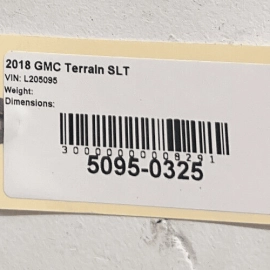 2018 GMC Terrain SLT
VIN: L205095
Weight:
Dimensions:
3000000008291
5095-0325